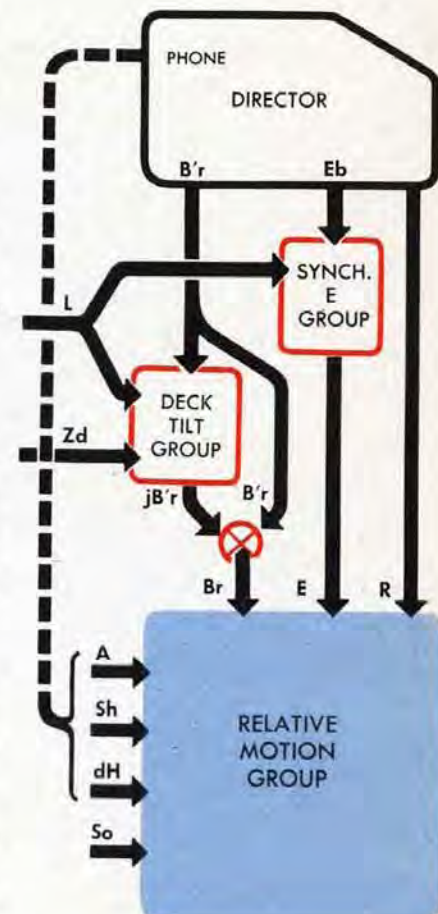 PHONE
DIRECTOR
B'r
Eb
SYNCH.
E
GROUP
L
DECK
TILT
GROUP
Zd
jB'r
B'r
Br
E
R
A
Sh
dH
So
RELATIVE
MOTION
GROUP